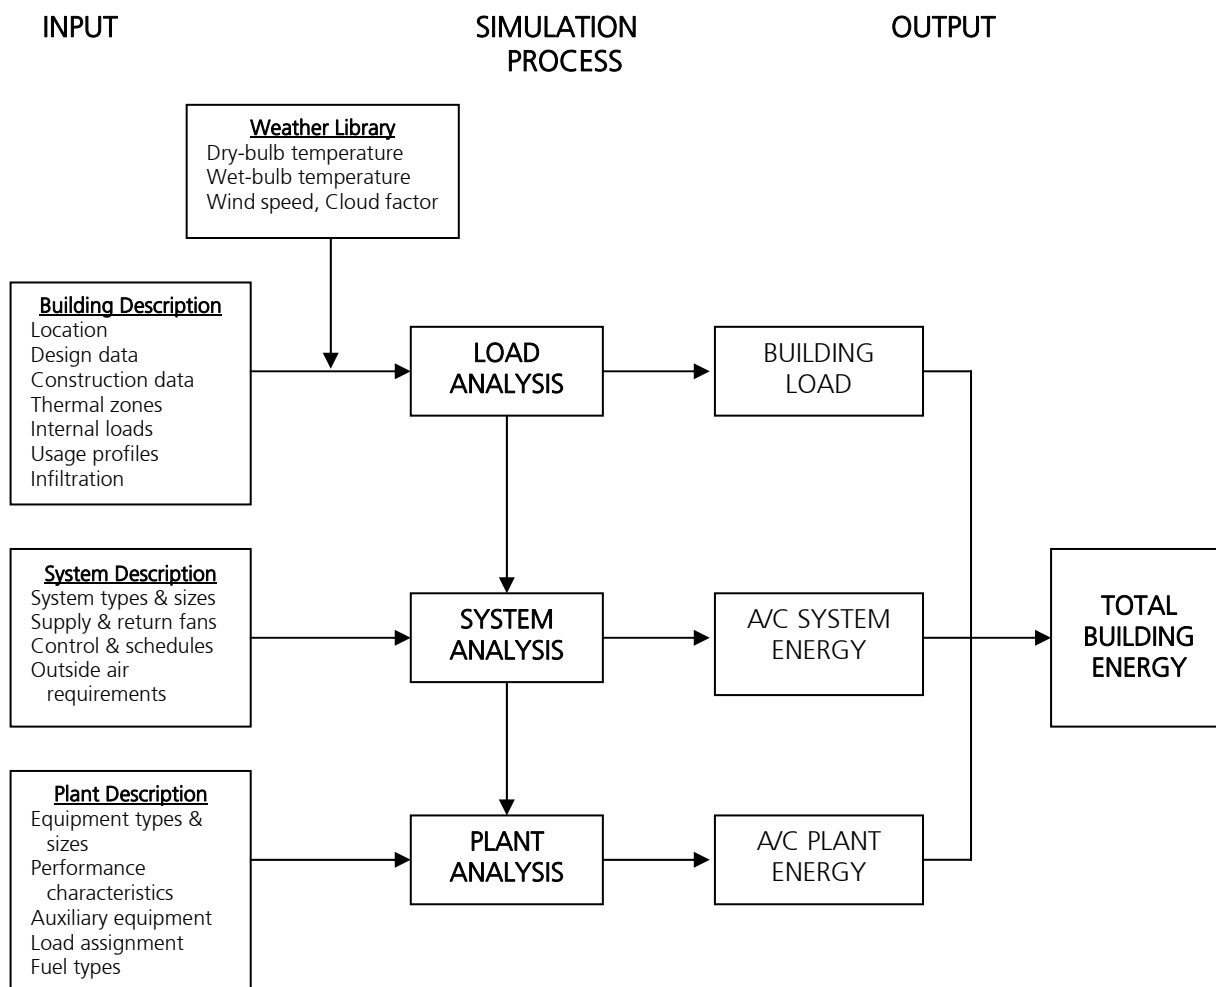 INPUT
SIMULATION
PROCESS
OUTPUT
Weather Library
Dry-bulb temperature
Wet-bulb temperature
Wind speed, Cloud factor
Building Description
Location
Design data
Construction data
Thermal zones
Internal loads
Usage profiles
Infiltration
LOAD
ANALYSIS
BUILDING
LOAD
System Description
System types & sizes
Supply & return fans
Control & schedules
Outside air
requirements
SYSTEM
ANALYSIS
A/C SYSTEM
ENERGY
TOTAL
BUILDING
ENERGY
Plant Description
Equipment types &
sizes
Performance
characteristics
Auxiliary equipment
Load assignment
Fuel types
PLANT
ANALYSIS
A/C PLANT
ENERGY